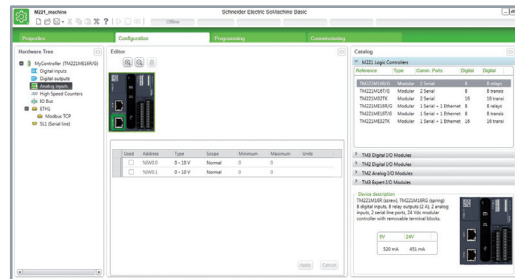 M221_machine
Schneider Electric SoMachine Basic
Offline
Properties
Configuration
Programming
Commissioning
Hardware Tree
MyController (TM221M16R/G)
Digital inputs
Digital outputs
Analog inputs
High Speed Counters
IO Bus
ETH1
Modbus TCP
SL1 (Serial line)
Editor
Used Address Type Scope Minimum Maximum Units
%IW0.0 0 - 10 V Normal 0 0
%IW0.1 0 - 10 V Normal 0 0
Apply Cancel
Catalog
M221 Logic Controllers
Reference Type Comm. Ports Digital Digital
TM221M16R/G Modular 2 Serial 8 8 relays
TM221M16T/G Modular 2 Serial 8 8 transis
TM221M32TK Modular 2 Serial 16 16 transi
TM221ME16R/G Modular 1 Serial + 1 Ethernet 8 8 relays
TM221ME16T/G Modular 1 Serial + 1 Ethernet 8 8 transis
TM221ME32TK Modular 1 Serial + 1 Ethernet 16 16 transi
TM3 Digital I/O Modules
TM2 Digital I/O Modules
TM2 Analog I/O Modules
TM3 Expert I/O Modules
Device description
TM221M16R (screw), TM221M16RG (spring)
8 digital inputs, 8 relay outputs (2 A), 2 analog
inputs, 2 serial line ports, 24 Vdc modular
controller with removable terminal blocks.
5V 24V
520 mA 451 mA